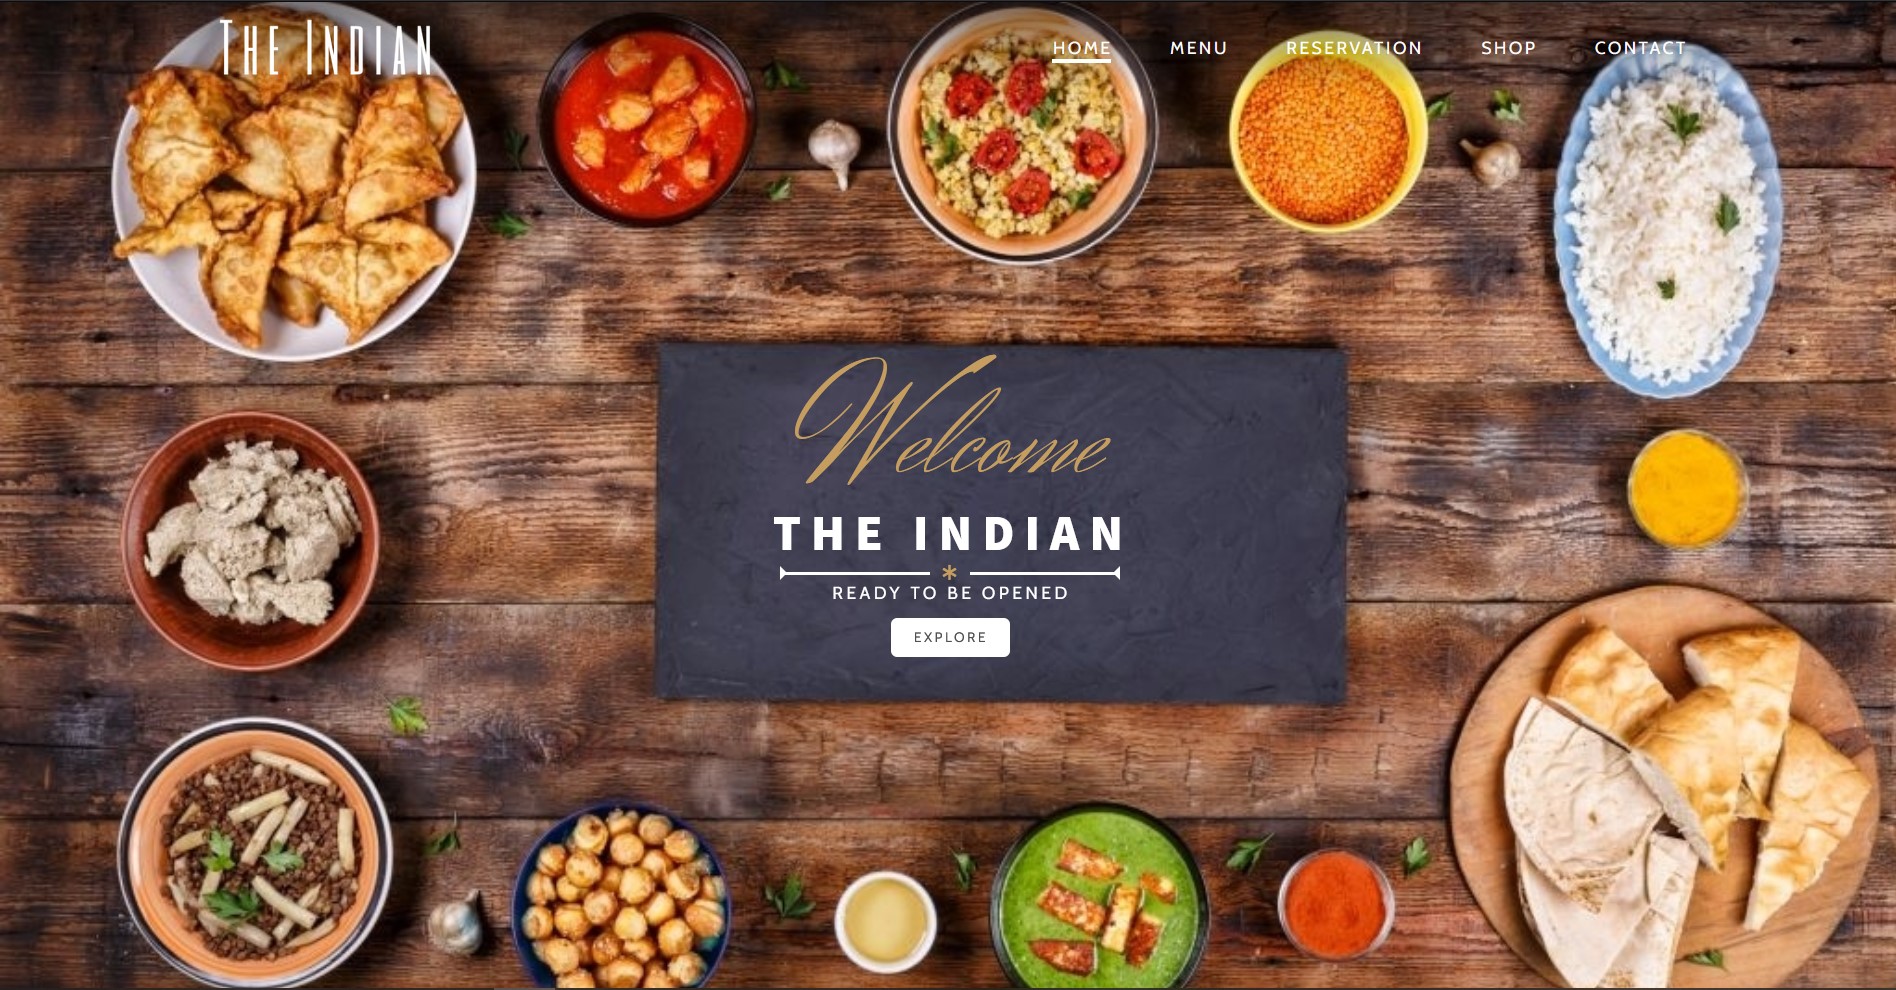 THE INDIAN
HOME MENU RESERVATION SHOP CONTACT
Welcome
THE INDIAN
READY TO BE OPENED
EXPLORE